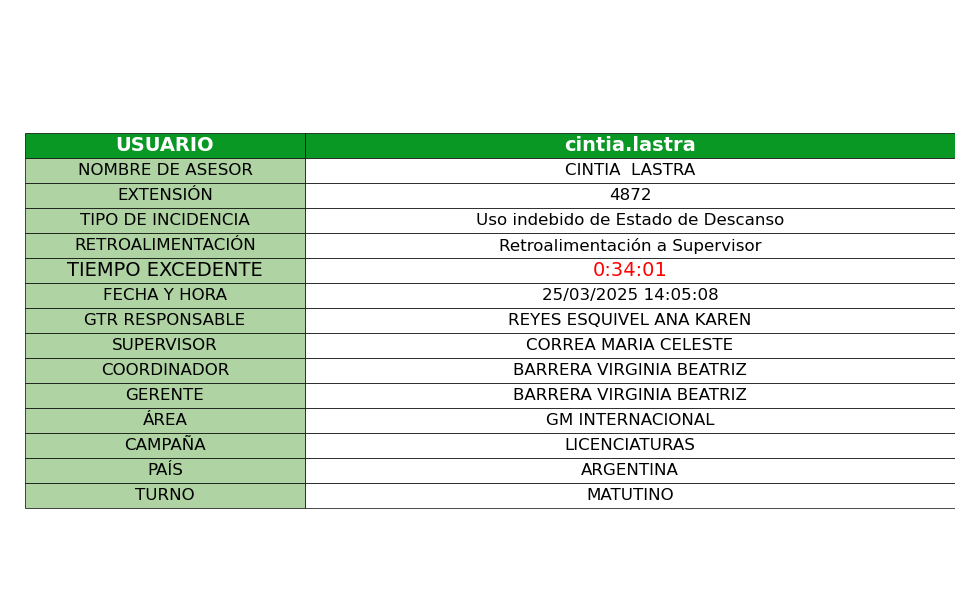 USUARIO cintia.lastra
NOMBRE DE ASESOR CINTIA  LASTRA
EXTENSIÓN 4872
TIPO DE INCIDENCIA Uso indebido de Estado de Descanso
RETROALIMENTACIÓN Retroalimentación a Supervisor
TIEMPO EXCEDENTE 0:34:01
FECHA Y HORA 25/03/2025 14:05:08
GTR RESPONSABLE REYES ESQUIVEL ANA KAREN
SUPERVISOR CORREA MARIA CELESTE
COORDINADOR BARRERA VIRGINIA BEATRIZ
GERENTE BARRERA VIRGINIA BEATRIZ
ÁREA GM INTERNACIONAL
CAMPAÑA LICENCIATURAS
PAÍS ARGENTINA
TURNO MATUTINO